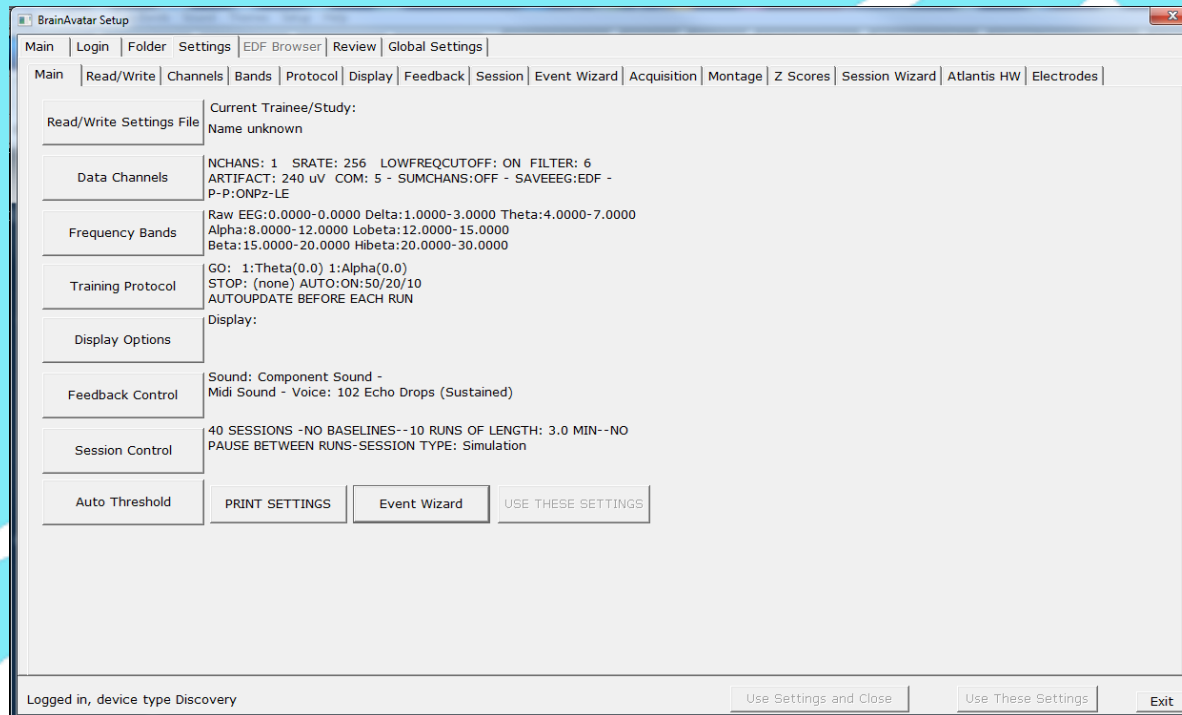 BrainAvatar Setup
Main Login Folder Settings EDF Browser Review Global Settings
Main Read/Write Channels Bands Protocol Display Feedback Session Event Wizard Acquisition Montage Z Scores Session Wizard Atlantis HW Electrodes
Read/Write Settings File
Current Trainee/Study:
Name unknown
Data Channels
NCHANS: 1 SRATE: 256 LOWFREQCUTOFF: ON FILTER: 6
ARTIFACT: 240 uV COM: 5 - SUMCHANS:OFF - SAVEEEG:EDF -
P-P:ONPz-LE
Frequency Bands
Raw EEG:0.0000-0.0000 Delta:1.0000-3.0000 Theta:4.0000-7.0000
Alpha:8.0000-12.0000 Lobeta:12.0000-15.0000
Beta:15.0000-20.0000 Hibeta:20.0000-30.0000
Training Protocol
GO: 1:Theta(0.0) 1:Alpha(0.0)
STOP: (none) AUTO:ON:50/20/10
AUTOUPDATE BEFORE EACH RUN
Display Options
Display:
Feedback Control
Sound: Component Sound -
Midi Sound - Voice: 102 Echo Drops (Sustained)
Session Control
40 SESSIONS -NO BASELINES--10 RUNS OF LENGTH: 3.0 MIN--NO
PAUSE BETWEEN RUNS-SESSION TYPE: Simulation
Auto Threshold PRINT SETTINGS Event Wizard USE THESE SETTINGS
Logged in, device type Discovery Use Settings and Close Use These Settings Exit